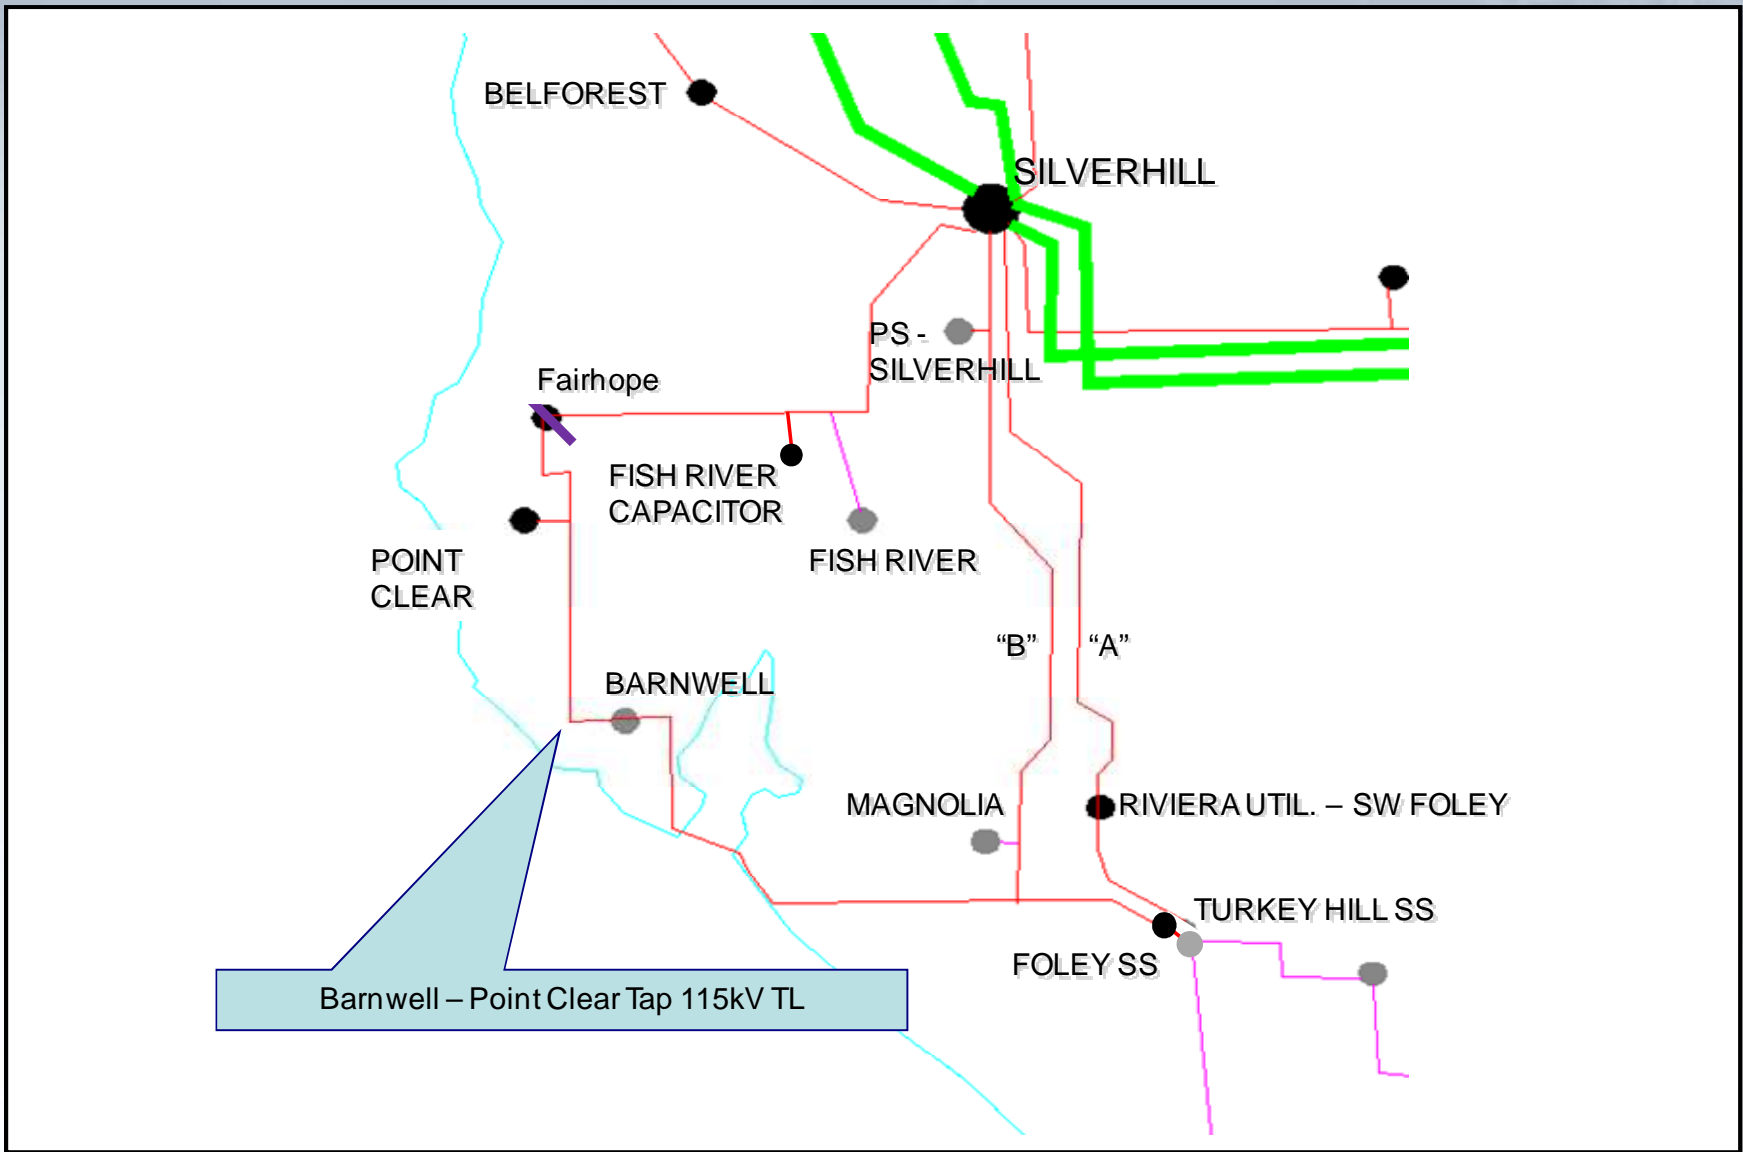 BELFOREST
SILVERHILL
PS -
SILVERHILL
Fairhope
FISH RIVER
CAPACITOR
POINT
CLEAR
FISH RIVER
“B”
“A”
BARNWELL
MAGNOLIA
RIVIERA UTIL. – SW FOLEY
TURKEY HILL SS
FOLEY SS
Barnwell – Point Clear Tap 115kV TL